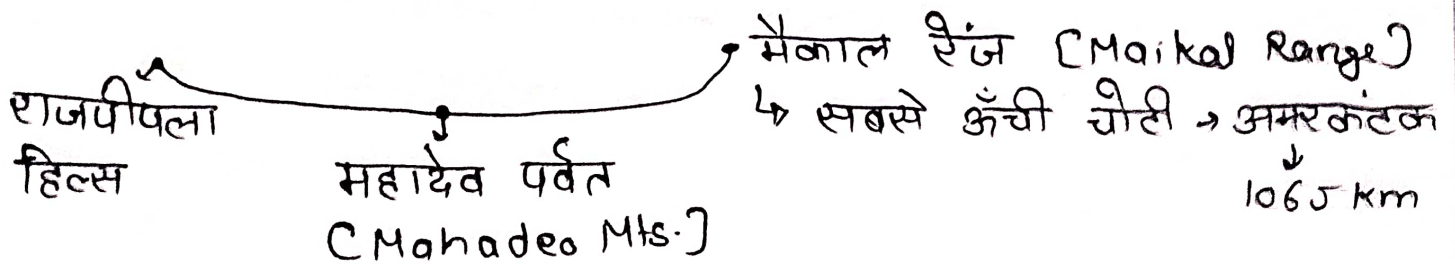 राजपीपला
हिल्स
महादेव पर्वत
(Mahadeo Mts.)
मैकाल रेंज (Maikal Range)
↳ सबसे ऊँची चोटी → अमरकंटक
↓
1065 km